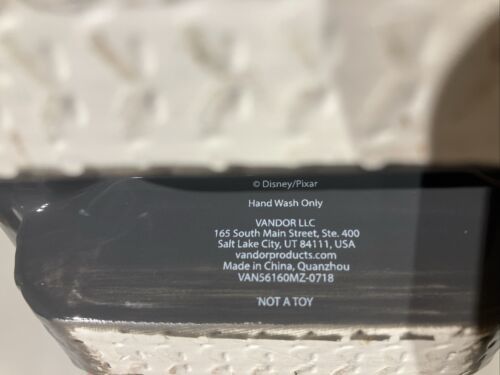 © Disney/Pixar
Hand Wash Only
VANDOR LLC
165 South Main Street, Ste. 400
Salt Lake City, UT 84111, USA
vandorproducts.com
Made in China, Quanzhou
VAN56160MZ-0718
NOT A TOY